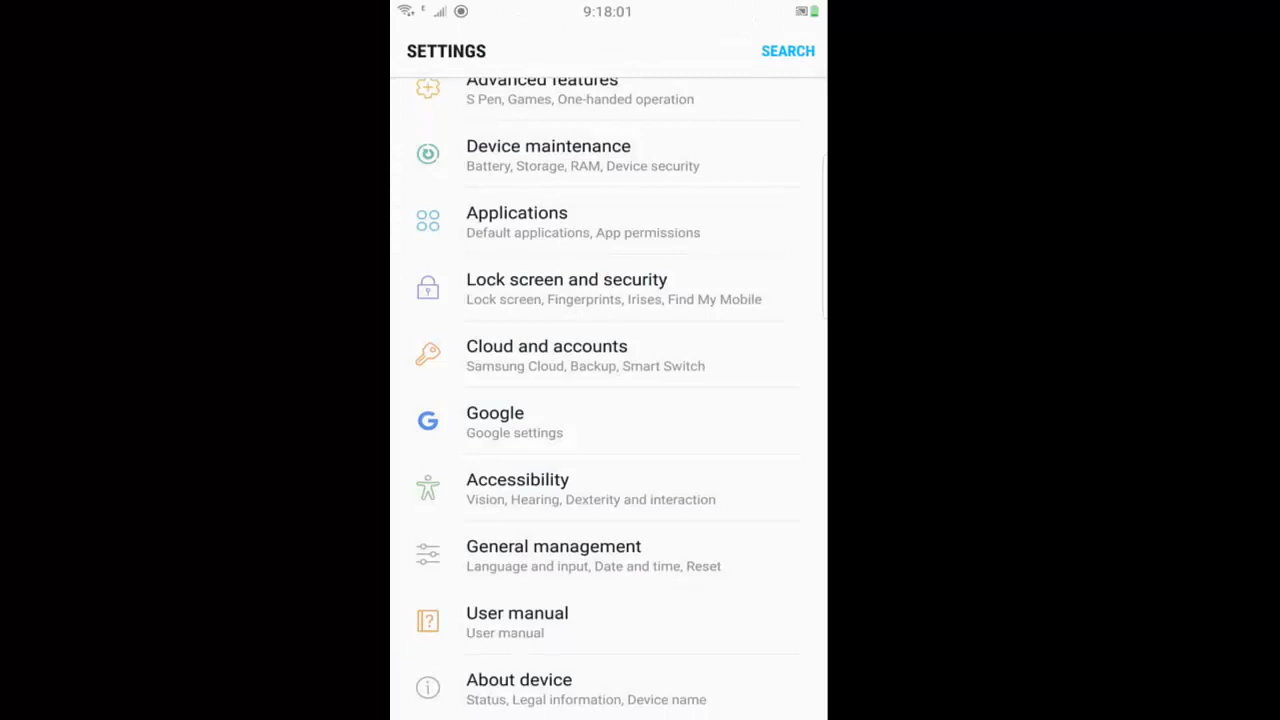 9:18:01
SETTINGS
SEARCH
Advanced features
S Pen, Games, One-handed operation
Device maintenance
Battery, Storage, RAM, Device security
Applications
Default applications, App permissions
Lock screen and security
Lock screen, Fingerprints, Irises, Find My Mobile
Cloud and accounts
Samsung Cloud, Backup, Smart Switch
Google
Google settings
Accessibility
Vision, Hearing, Dexterity and interaction
General management
Language and input, Date and time, Reset
User manual
User manual
About device
Status, Legal information, Device name